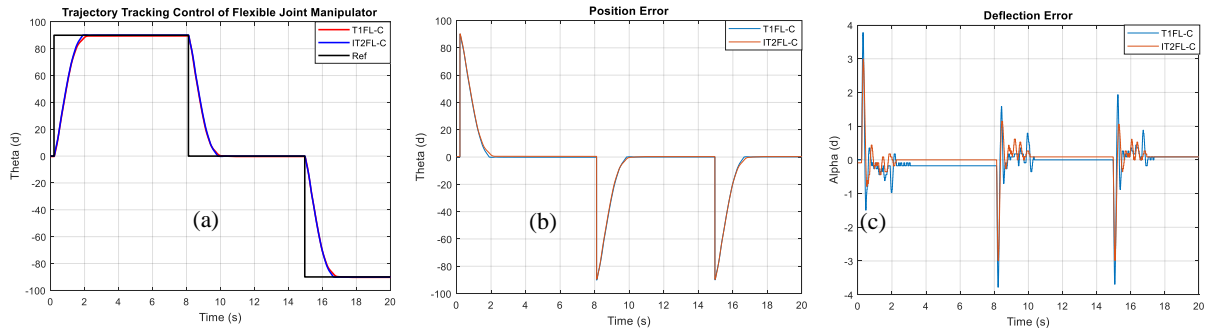 Trajectory Tracking Control of Flexible Joint Manipulator
T1FL-C
IT2FL-C
Ref
100
80
60
40
20
0
-20
-40
-60
-80
-100
Theta (d)
(a)
0 2 4 6 8 10 12 14 16 18 20
Time (s)
Position Error
T1FL-C
IT2FL-C
100
80
60
40
20
0
-20
-40
-60
-80
-100
Theta (d)
(b)
0 2 4 6 8 10 12 14 16 18 20
Time (s)
Deflection Error
T1FL-C
IT2FL-C
4
3
2
1
0
-1
-2
-3
-4
Alpha (d)
(c)
0 2 4 6 8 10 12 14 16 18 20
Time (s)